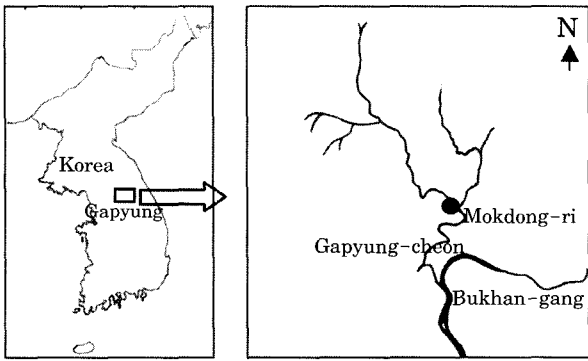 Korea
Gapyung
N
Mokdong-ri
Gapyung-cheon
Bukhan-gang